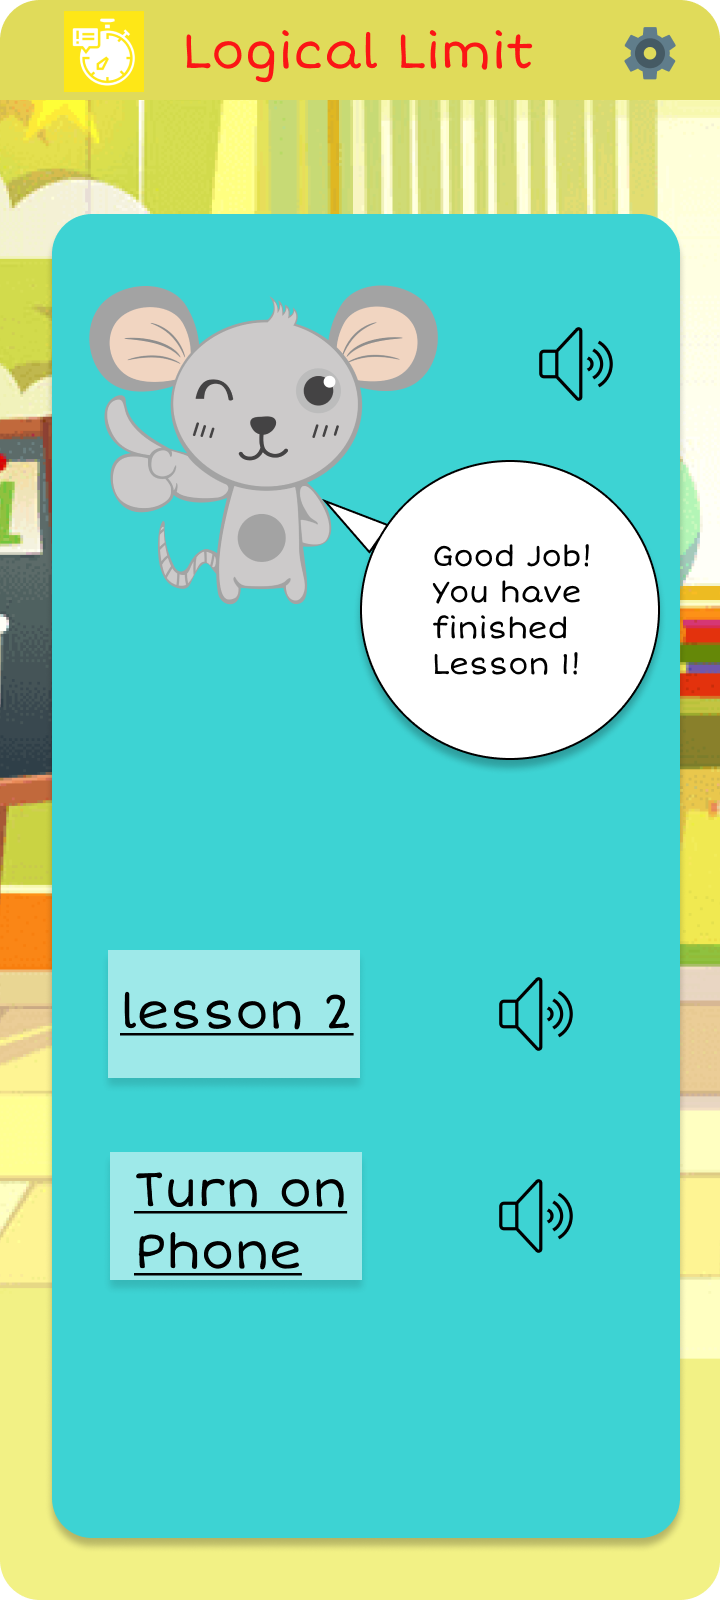 Logical Limit
Good Job!
You have
finished
Lesson 1!
lesson 2
Turn on
Phone